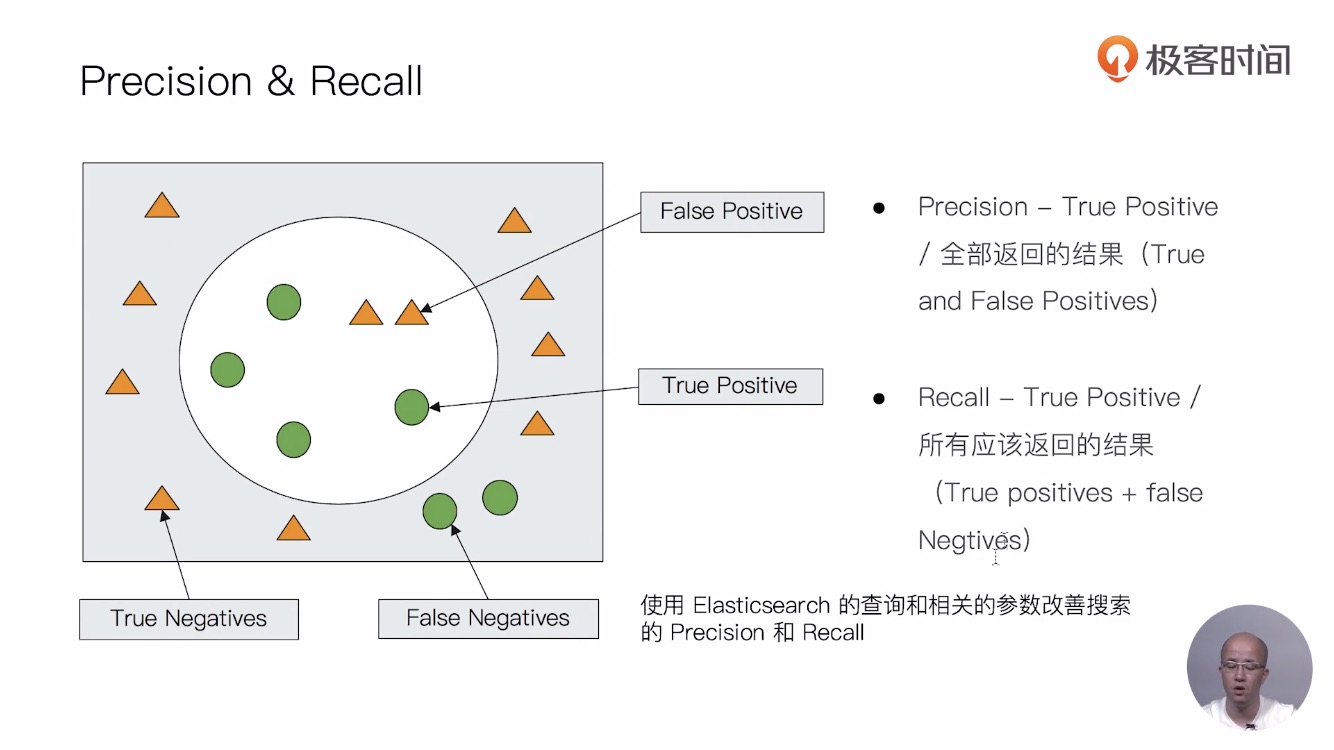 极客时间
Precision & Recall
False Positive
True Positive
True Negatives
False Negatives
Precision – True Positive
/ 全部返回的结果（True
and False Positives）
Recall – True Positive /
所有应该返回的结果
（True positives + false
Negtives）
使用 Elasticsearch 的查询和相关的参数改善搜索
的 Precision 和 Recall